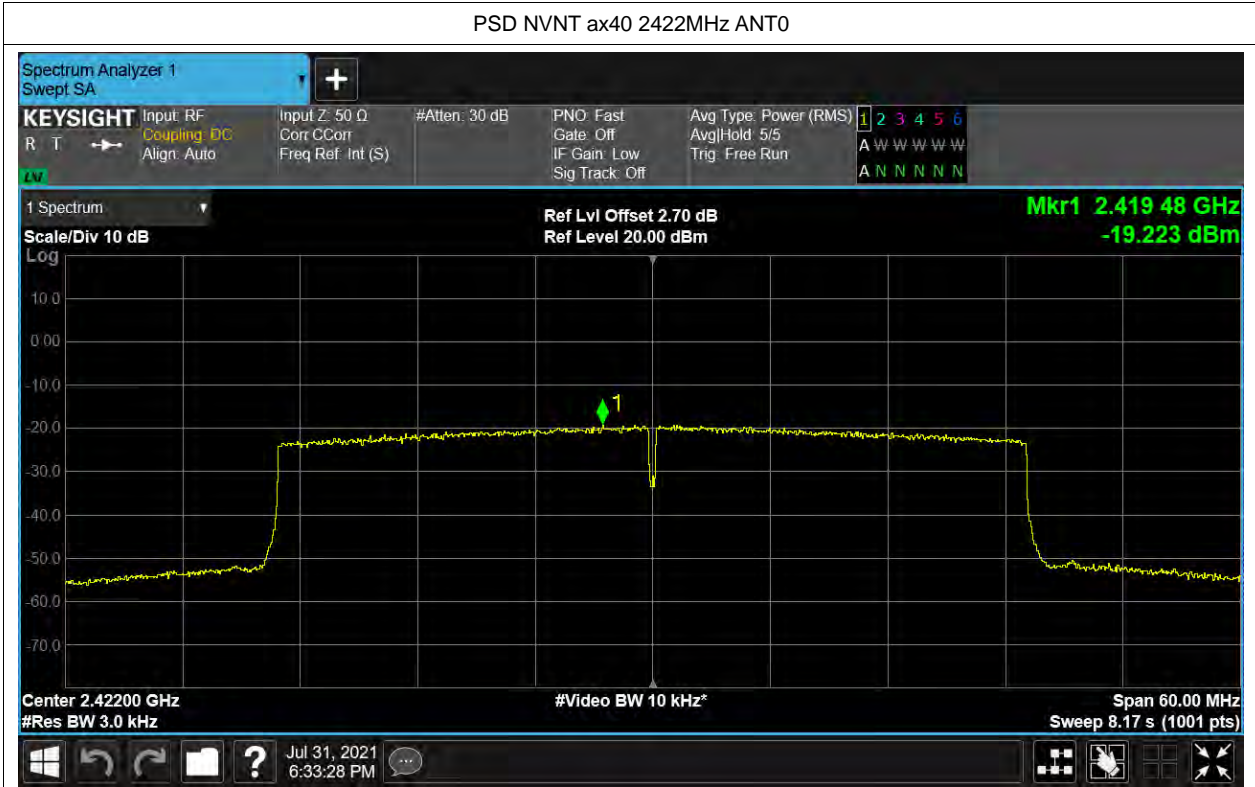 PSD NVNT ax40 2422MHz ANT0
Spectrum Analyzer 1
Swept SA
+
KEYSIGHT
R T
LXI
Input: RF
Coupling: DC
Align: Auto
Input Z: 50 Ω
Corr CCorr
Freq Ref: Int (S)
#Atten: 30 dB
PNO: Fast
Gate: Off
IF Gain: Low
Sig Track: Off
Avg Type: Power (RMS)
Avg|Hold: 5/5
Trig: Free Run
1 2 3 4 5 6
A W W W W W
A N N N N N
1 Spectrum
Scale/Div 10 dB
Log
Ref Lvl Offset 2.70 dB
Ref Level 20.00 dBm
Mkr1 2.419 48 GHz
-19.223 dBm
10.0
0.00
-10.0
-20.0
-30.0
-40.0
-50.0
-60.0
-70.0
1
Center 2.42200 GHz
#Res BW 3.0 kHz
#Video BW 10 kHz*
Span 60.00 MHz
Sweep 8.17 s (1001 pts)
?
Jul 31, 2021
6:33:28 PM